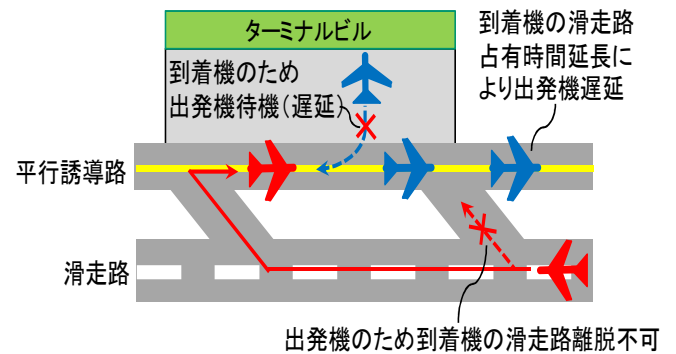 ターミナルビル
到着機のため
出発機待機（遅延）
到着機の滑走路
占有時間延長に
より出発機遅延
平行誘導路
滑走路
出発機のため到着機の滑走路離脱不可